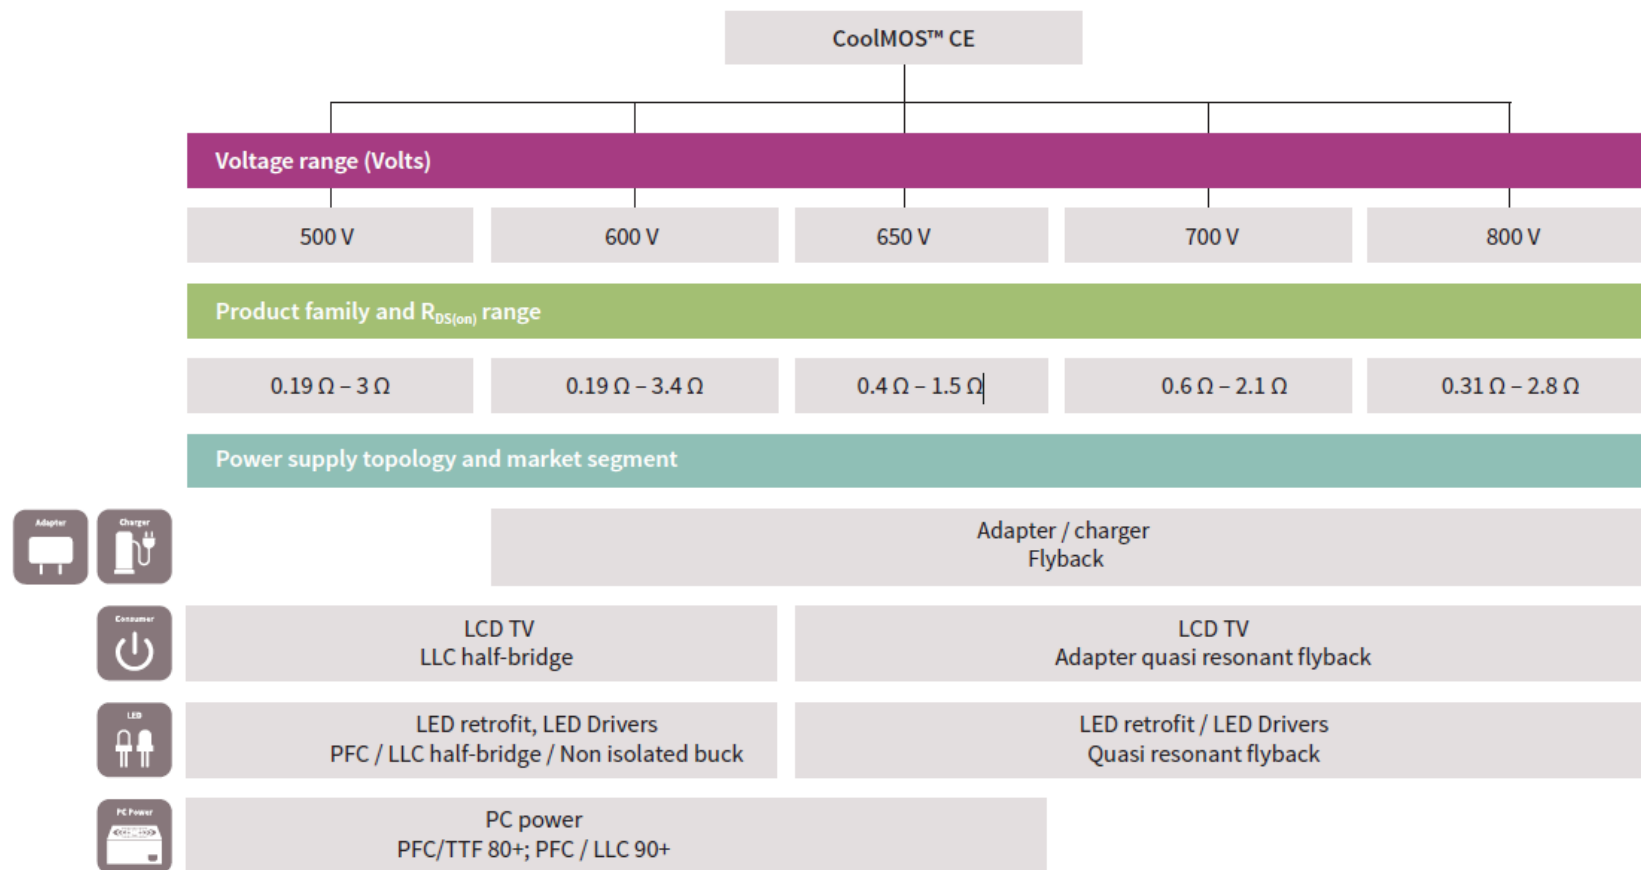 CoolMOS™ CE
Voltage range (Volts)
500 V
600 V
650 V
700 V
800 V
Product family and RDS(on) range
0.19 Ω – 3 Ω
0.19 Ω – 3.4 Ω
0.4 Ω – 1.5 Ω
0.6 Ω – 2.1 Ω
0.31 Ω – 2.8 Ω
Power supply topology and market segment
Adapter
Charger
Adapter / charger
Flyback
Consumer
LCD TV
LLC half-bridge
LCD TV
Adapter quasi resonant flyback
LED
LED retrofit, LED Drivers
PFC / LLC half-bridge / Non isolated buck
LED retrofit / LED Drivers
Quasi resonant flyback
PC Power
PC power
PFC/TTF 80+; PFC / LLC 90+